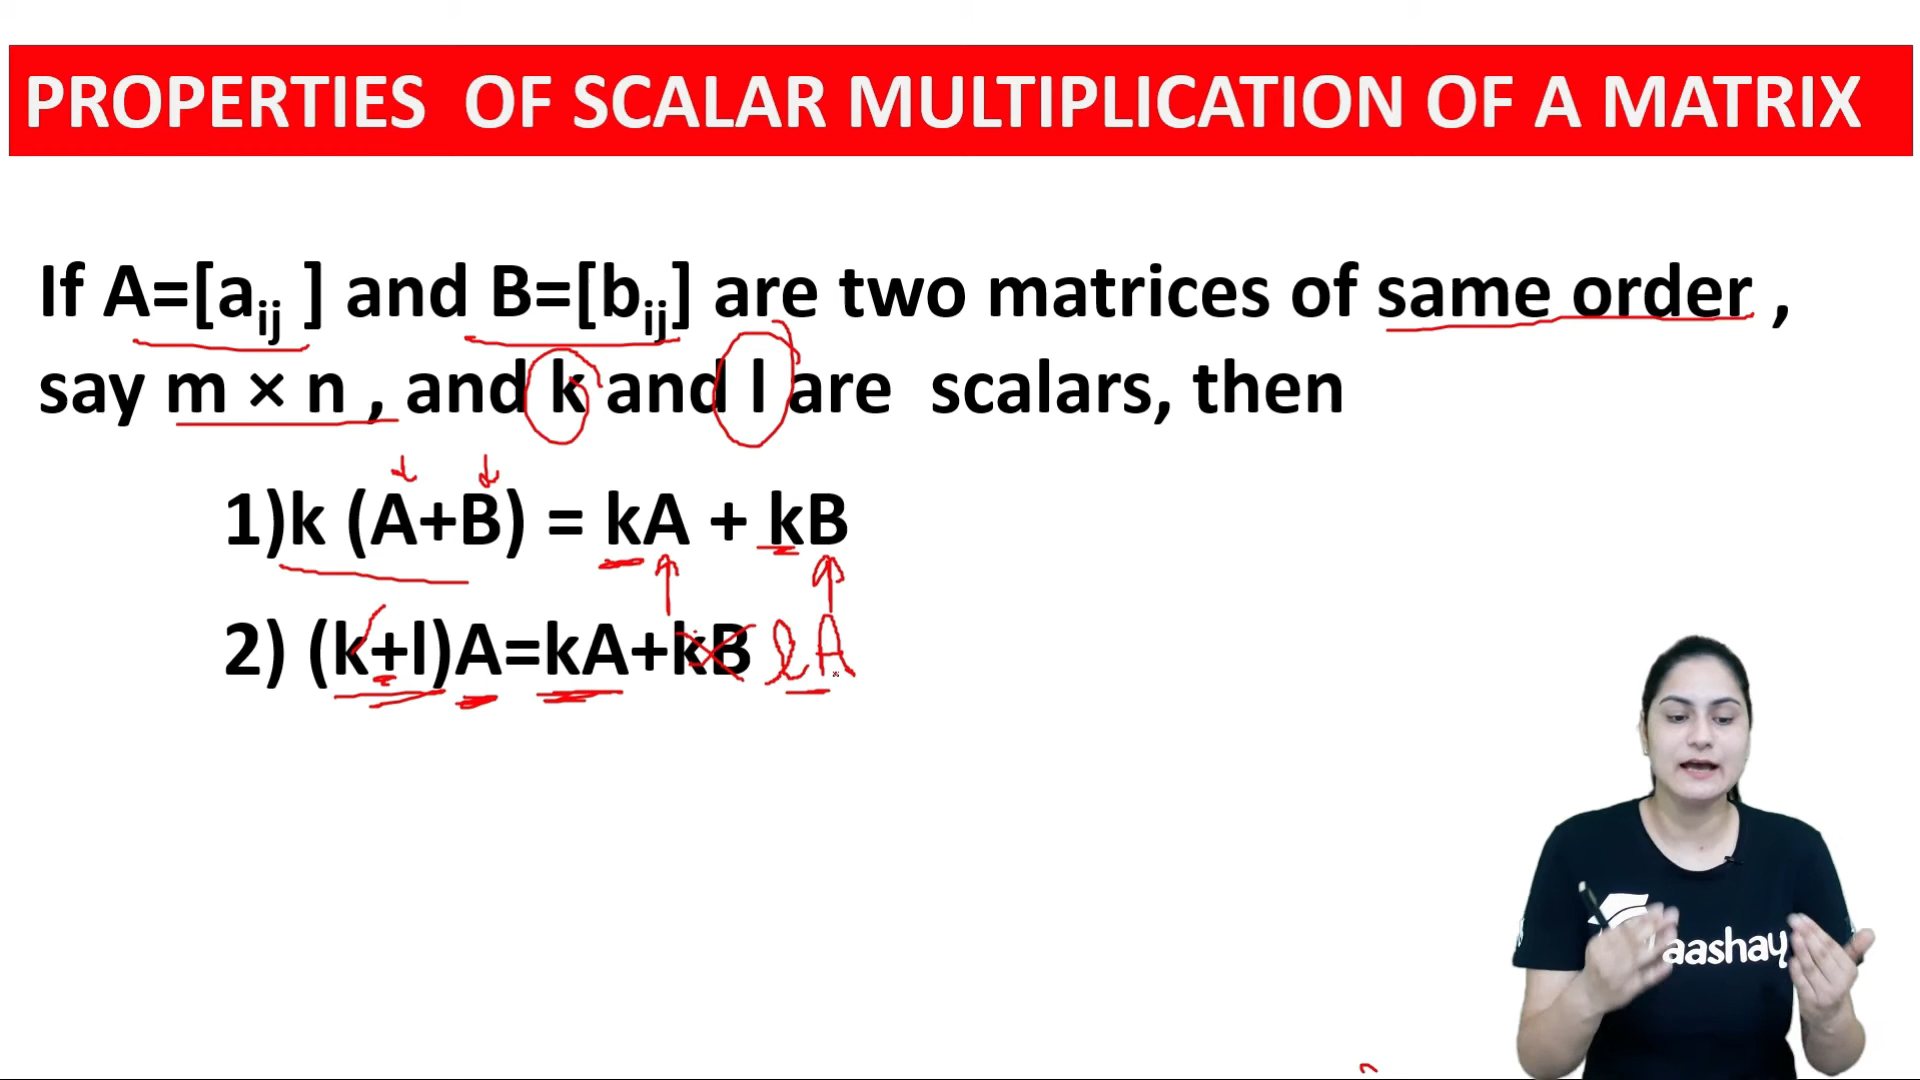 PROPERTIES OF SCALAR MULTIPLICATION OF A MATRIX
If A=[aij ] and B=[bij] are two matrices of same order ,
say m × n , and k and l are scalars, then
1)k (A+B) = kA + kB
2) (k+l)A=kA+kB lA
aashay